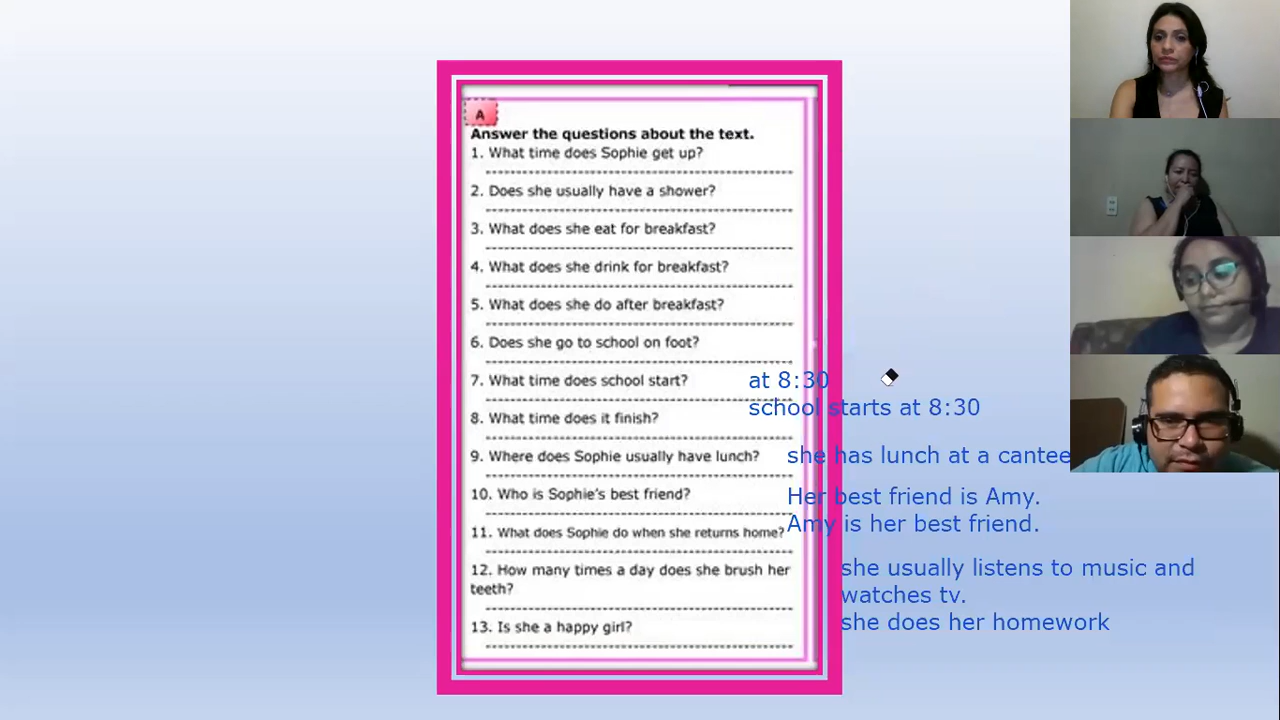 A
Answer the questions about the text.
1. What time does Sophie get up?
2. Does she usually have a shower?
3. What does she eat for breakfast?
4. What does she drink for breakfast?
5. What does she do after breakfast?
6. Does she go to school on foot?
7. What time does school start?
at 8:30
school starts at 8:30
8. What time does it finish?
9. Where does Sophie usually have lunch?
she has lunch at a cantee
10. Who is Sophie's best friend?
Her best friend is Amy.
Amy is her best friend.
11. What does Sophie do when she returns home?
she usually listens to music and
watches tv.
she does her homework
12. How many times a day does she brush her
teeth?
13. Is she a happy girl?